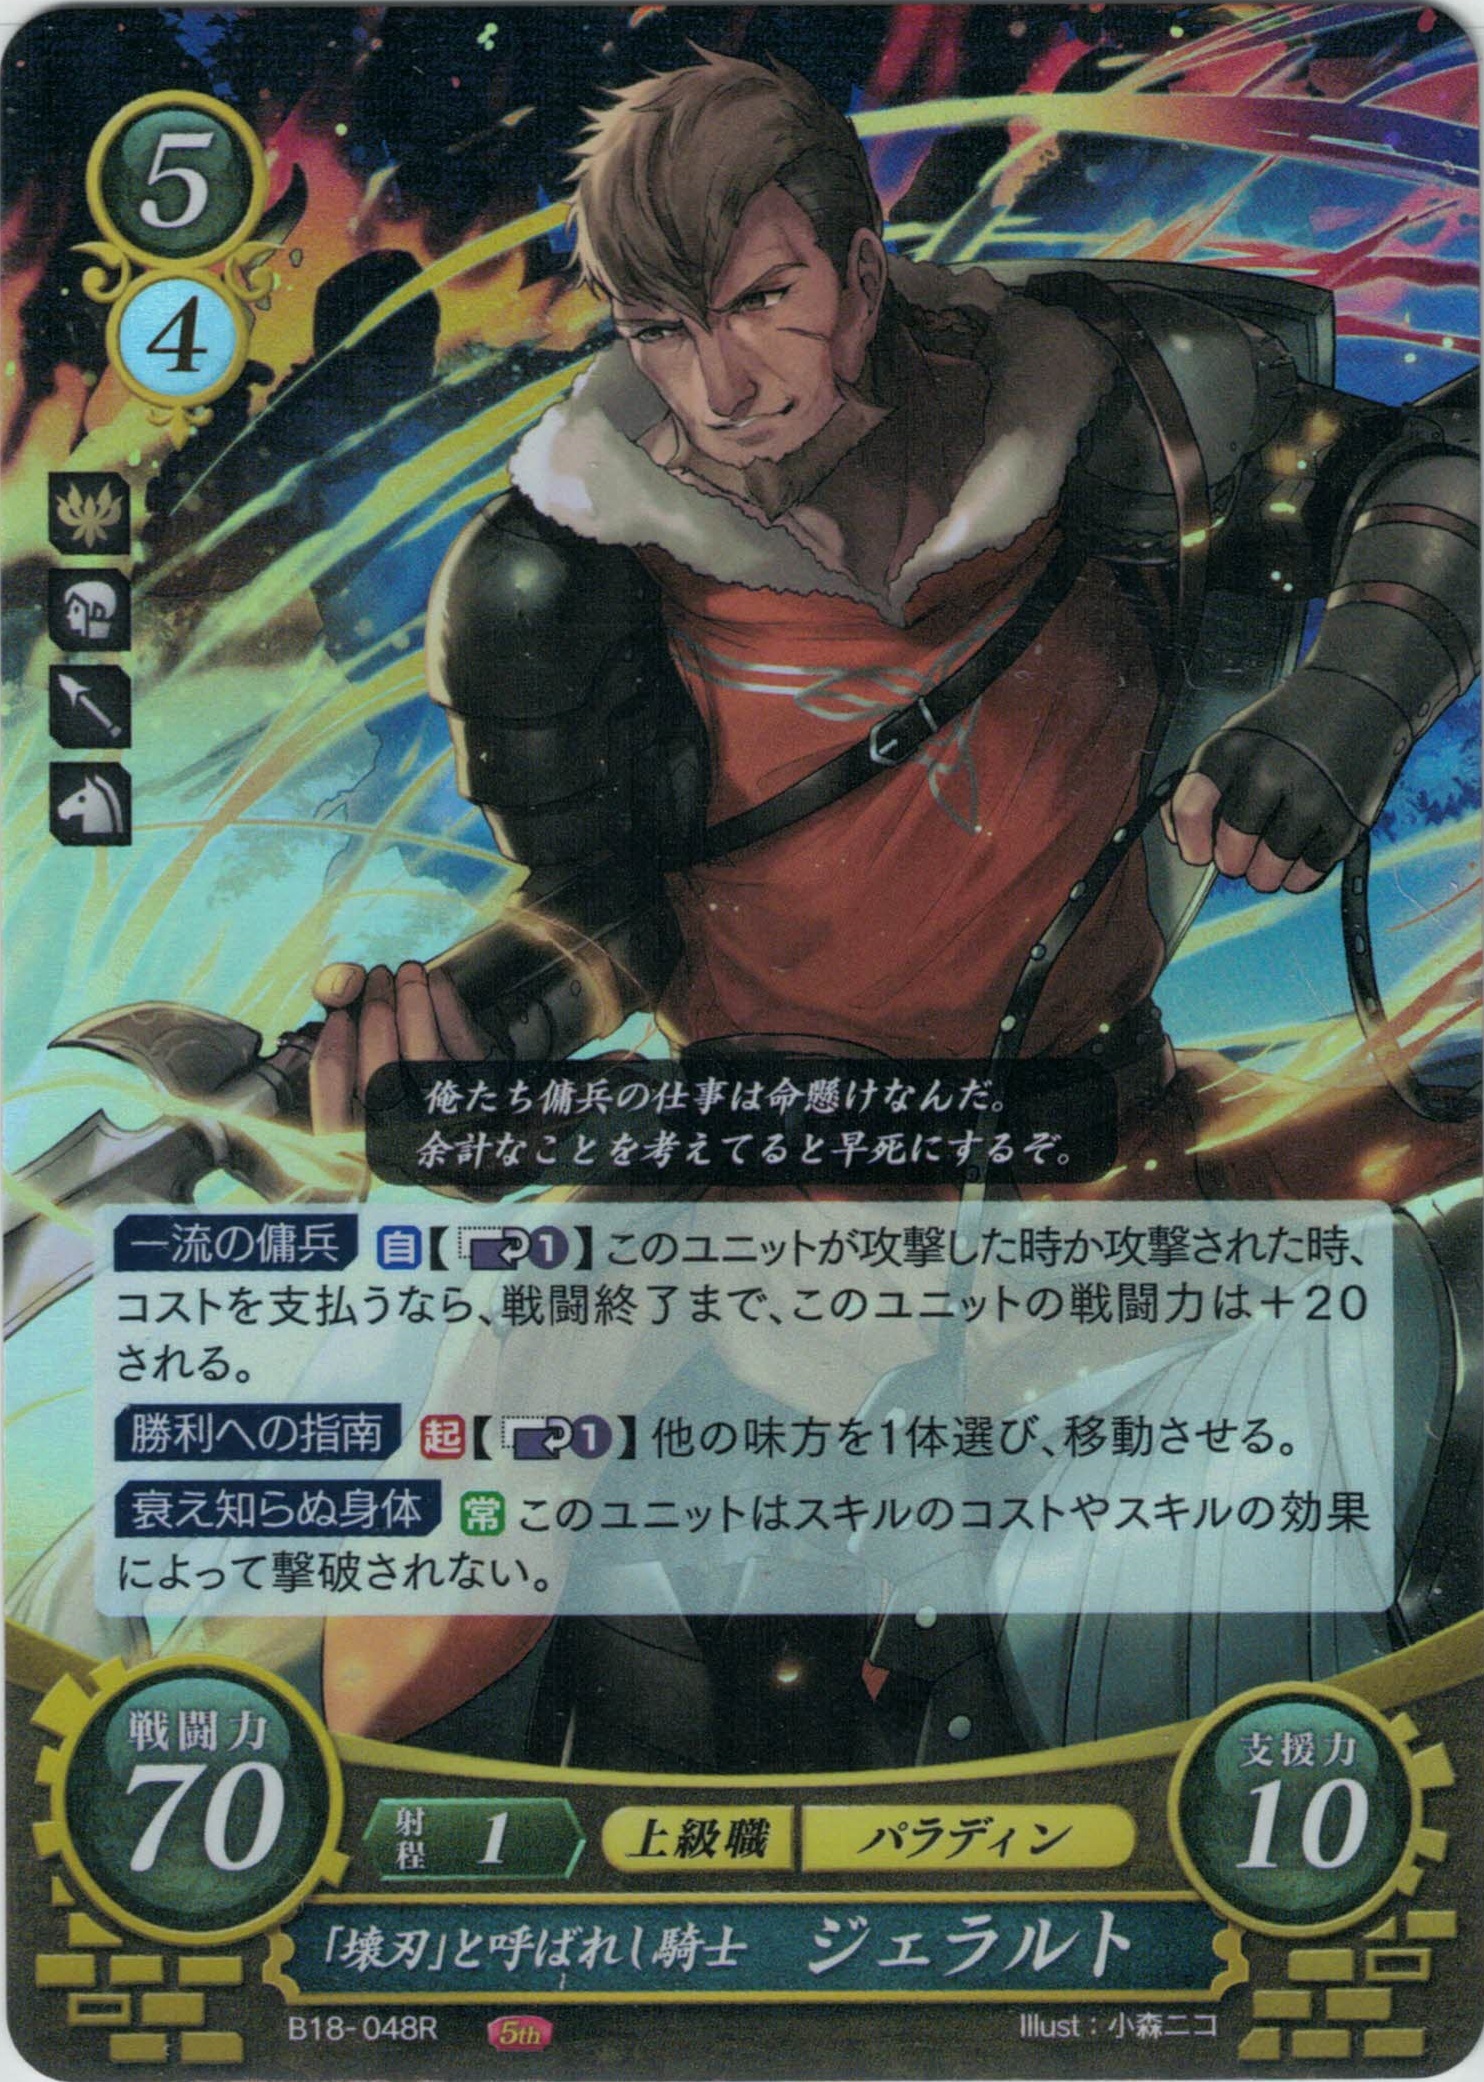 5
4
俺たち傭兵の仕事は命懸けなんだ。
余計なことを考えてると早死にするぞ。
一流の傭兵 自【1】このユニットが攻撃した時か攻撃された時、
コストを支払うなら、戦闘終了まで、このユニットの戦闘力は＋20
される。
勝利への指南 起【1】他の味方を1体選び、移動させる。
衰え知らぬ身体 常 このユニットはスキルのコストやスキルの効果
によって撃破されない。
戦闘力
70
射程 1
上級職 パラディン
支援力
10
「壊刃」と呼ばれし騎士 ジェラルト
B18-048R 5th Illust：小森ニコ